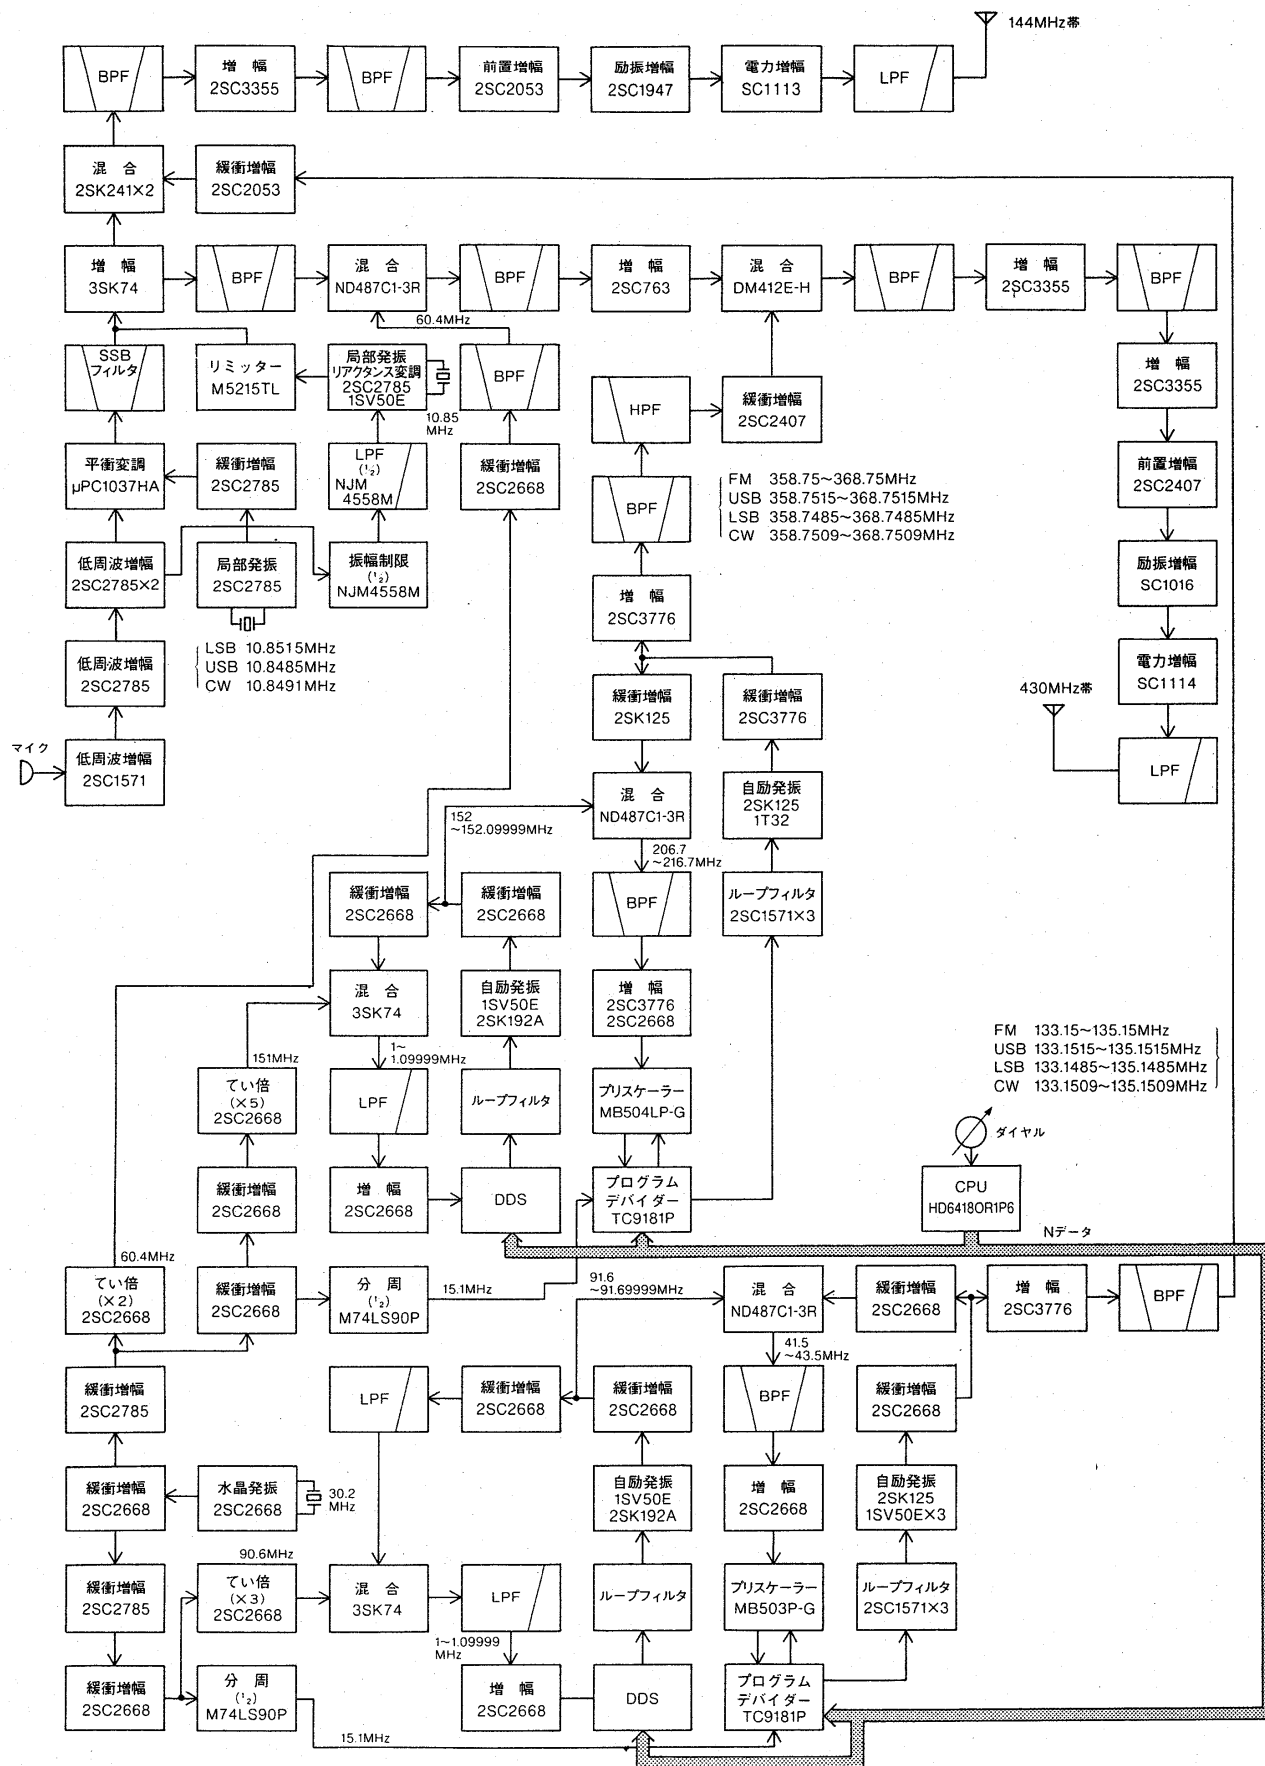 144MHz帯
BPF
増 幅
2SC3355
BPF
前置増幅
2SC2053
励振増幅
2SC1947
電力増幅
SC1113
LPF
混 合
2SK241×2
緩衝増幅
2SC2053
増 幅
3SK74
BPF
混 合
ND487C1-3R
BPF
増 幅
2SC763
混 合
DM412E-H
BPF
増 幅
2SC3355
BPF
60.4MHz
SSB
フィルタ
リミッター
M5215TL
局部発振
リアクタンス変調
2SC2785
1SV50E
10.85
MHz
BPF
HPF
緩衝増幅
2SC2407
増 幅
2SC3355
平衡変調
μPC1037HA
緩衝増幅
2SC2785
LPF
(½)
NJM
4558M
緩衝増幅
2SC2668
BPF
FM 358.75～368.75MHz
USB 358.7515～368.7515MHz
LSB 358.7485～368.7485MHz
CW 358.7509～368.7509MHz
前置増幅
2SC2407
低周波増幅
2SC2785×2
局部発振
2SC2785
振幅制限
(½)
NJM4558M
増 幅
2SC3776
励振増幅
SC1016
LSB 10.8515MHz
USB 10.8485MHz
CW 10.8491MHz
低周波増幅
2SC2785
緩衝増幅
2SK125
緩衝増幅
2SC3776
電力増幅
SC1114
430MHz帯
マイク
低周波増幅
2SC1571
混 合
ND487C1-3R
自励発振
2SK125
1T32
LPF
152
～152.09999MHz
206.7
～216.7MHz
緩衝増幅
2SC2668
緩衝増幅
2SC2668
BPF
ループフィルタ
2SC1571×3
混 合
3SK74
自励発振
1SV50E
2SK192A
増 幅
2SC3776
2SC2668
FM 133.15～135.15MHz
USB 133.1515～135.1515MHz
LSB 133.1485～135.1485MHz
CW 133.1509～135.1509MHz
151MHz
1～
1.09999MHz
てい倍
(×5)
2SC2668
LPF
ループフィルタ
プリスケーラー
MB504LP-G
ダイヤル
緩衝増幅
2SC2668
増 幅
2SC2668
DDS
プログラム
デバイダー
TC9181P
CPU
HD6418OR1P6
Nデータ
60.4MHz
てい倍
(×2)
2SC2668
緩衝増幅
2SC2668
分 周
(½)
M74LS90P
15.1MHz
91.6
～91.69999MHz
混 合
ND487C1-3R
緩衝増幅
2SC2668
増 幅
2SC3776
BPF
41.5
～43.5MHz
緩衝増幅
2SC2785
LPF
緩衝増幅
2SC2668
緩衝増幅
2SC2668
BPF
緩衝増幅
2SC2668
緩衝増幅
2SC2668
水晶発振
2SC2668
30.2
MHz
自励発振
1SV50E
2SK192A
増 幅
2SC2668
自励発振
2SK125
1SV50E×3
90.6MHz
緩衝増幅
2SC2785
てい倍
(×3)
2SC2668
混 合
3SK74
LPF
ループフィルタ
プリスケーラー
MB503P-G
ループフィルタ
2SC1571×3
1～1.09999
MHz
緩衝増幅
2SC2668
分 周
(½)
M74LS90P
増 幅
2SC2668
DDS
プログラム
デバイダー
TC9181P
15.1MHz